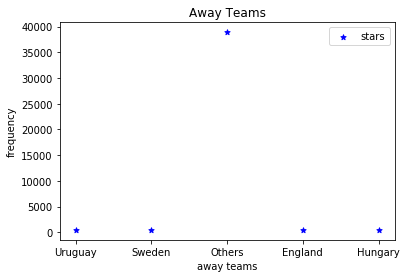 Away Teams
stars
frequency
40000
35000
30000
25000
20000
15000
10000
5000
0
Uruguay Sweden Others England Hungary
away teams